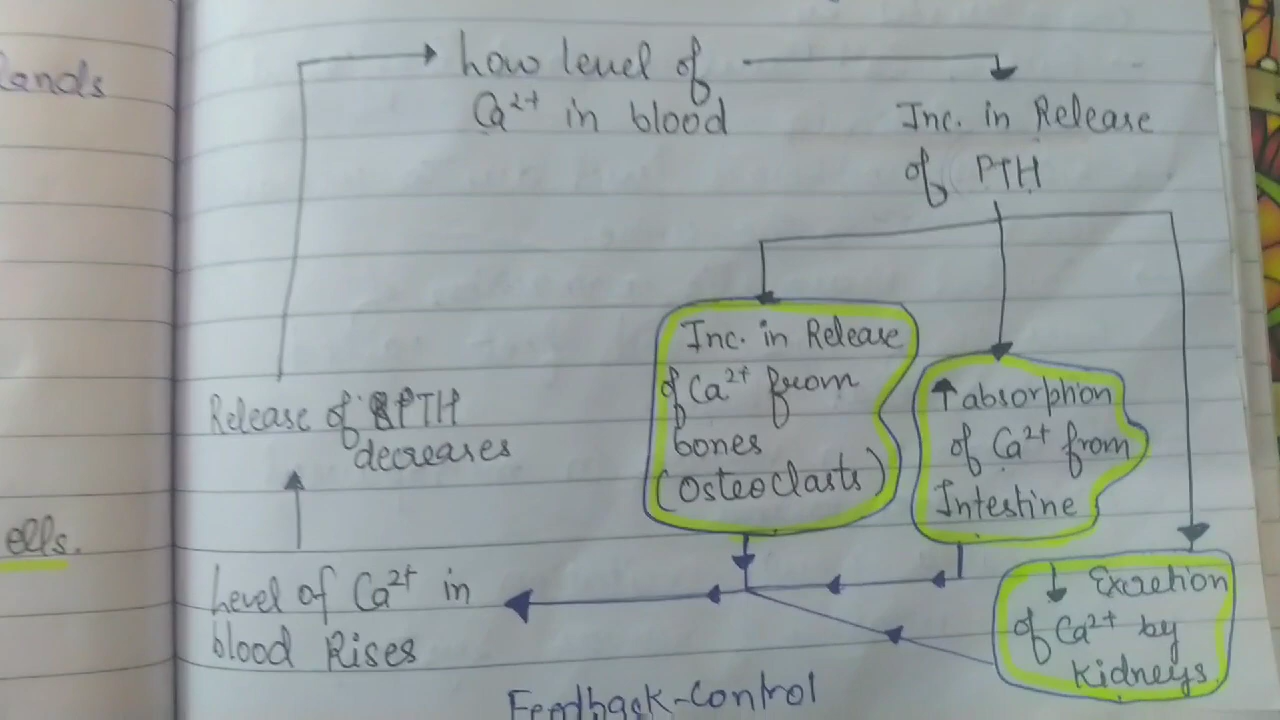 lands
ells.
Low level of
Ca²⁺ in blood
Inc. in Release
of PTH
Inc. in Release
of Ca²⁺ from
bones
(Osteoclasts)
↑ absorption
of Ca²⁺ from
Intestine
↓ Excretion
of Ca²⁺ by
Kidneys.
Level of Ca²⁺ in
blood Rises
Release of PTH
decreases
Feedback-Control